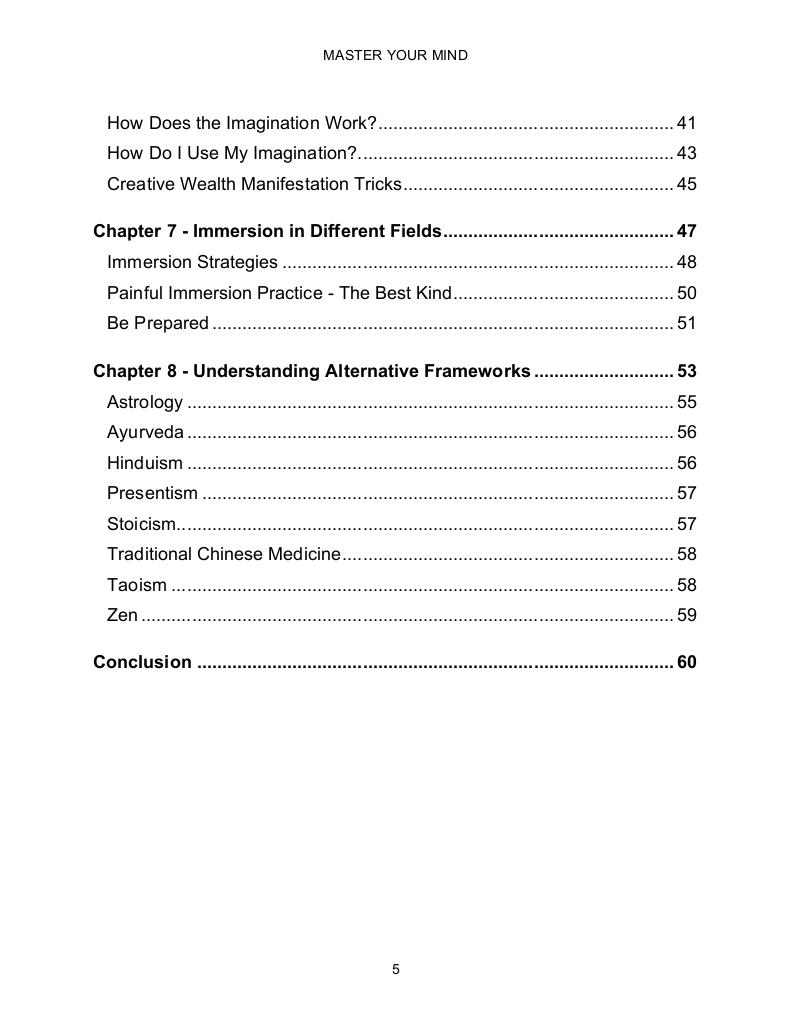 MASTER YOUR MIND
How Does the Imagination Work?............................................................ 41
How Do I Use My Imagination?................................................................ 43
Creative Wealth Manifestation Tricks....................................................... 45
Chapter 7 - Immersion in Different Fields............................................... 47
Immersion Strategies ............................................................................... 48
Painful Immersion Practice - The Best Kind............................................. 50
Be Prepared ............................................................................................. 51
Chapter 8 - Understanding Alternative Frameworks ............................ 53
Astrology .................................................................................................. 55
Ayurveda .................................................................................................. 56
Hinduism .................................................................................................. 56
Presentism ............................................................................................... 57
Stoicism.................................................................................................... 57
Traditional Chinese Medicine................................................................... 58
Taoism ..................................................................................................... 58
Zen ........................................................................................................... 59
Conclusion ................................................................................................ 60
5